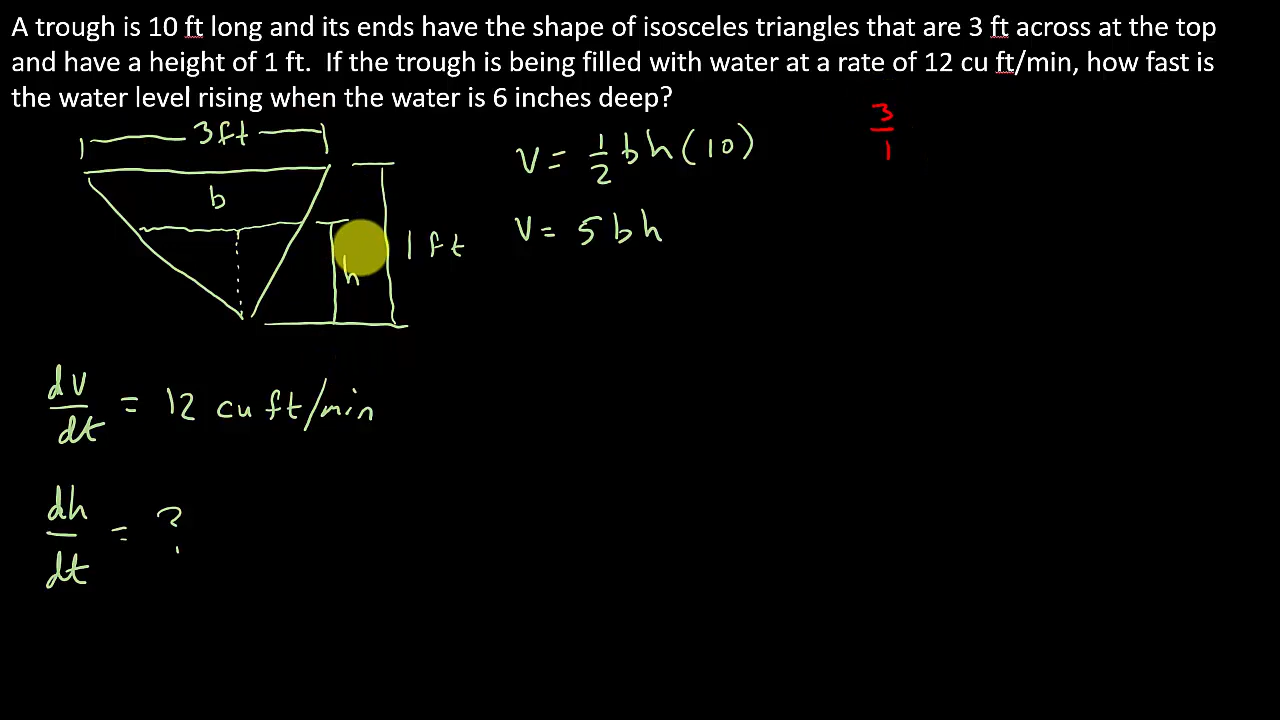 A trough is 10 ft long and its ends have the shape of isosceles triangles that are 3 ft across at the top
and have a height of 1 ft. If the trough is being filled with water at a rate of 12 cu ft/min, how fast is
the water level rising when the water is 6 inches deep?
3 ft
b
h
1 ft
V = 1/2 bh(10)
V = 5bh
3/1
dV/dt = 12 cu ft/min
dh/dt = ?